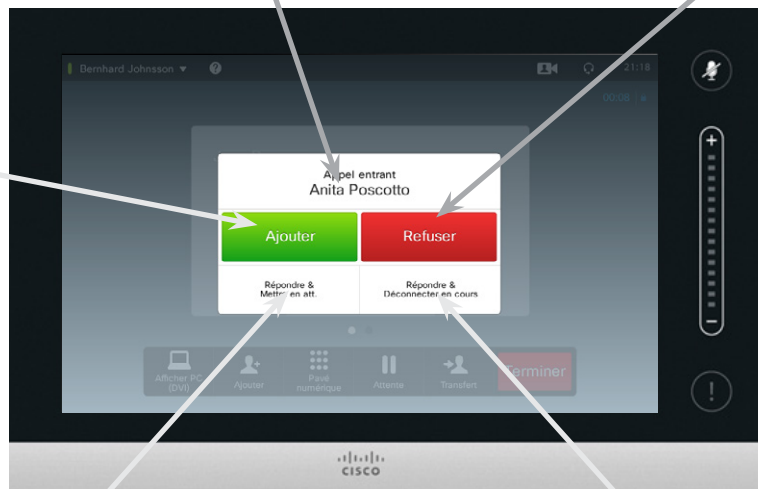 Bernhard Johnsson
?
21:18
00:08
Appel entrant
Anita Poscotto
Ajouter
Refuser
Répondre &
Mettre en att.
Répondre &
Déconnecter en cours
Afficher PC
(DVI)
Ajouter
Pavé
numérique
Attente
Transfert
Terminer
+
−
!
CISCO